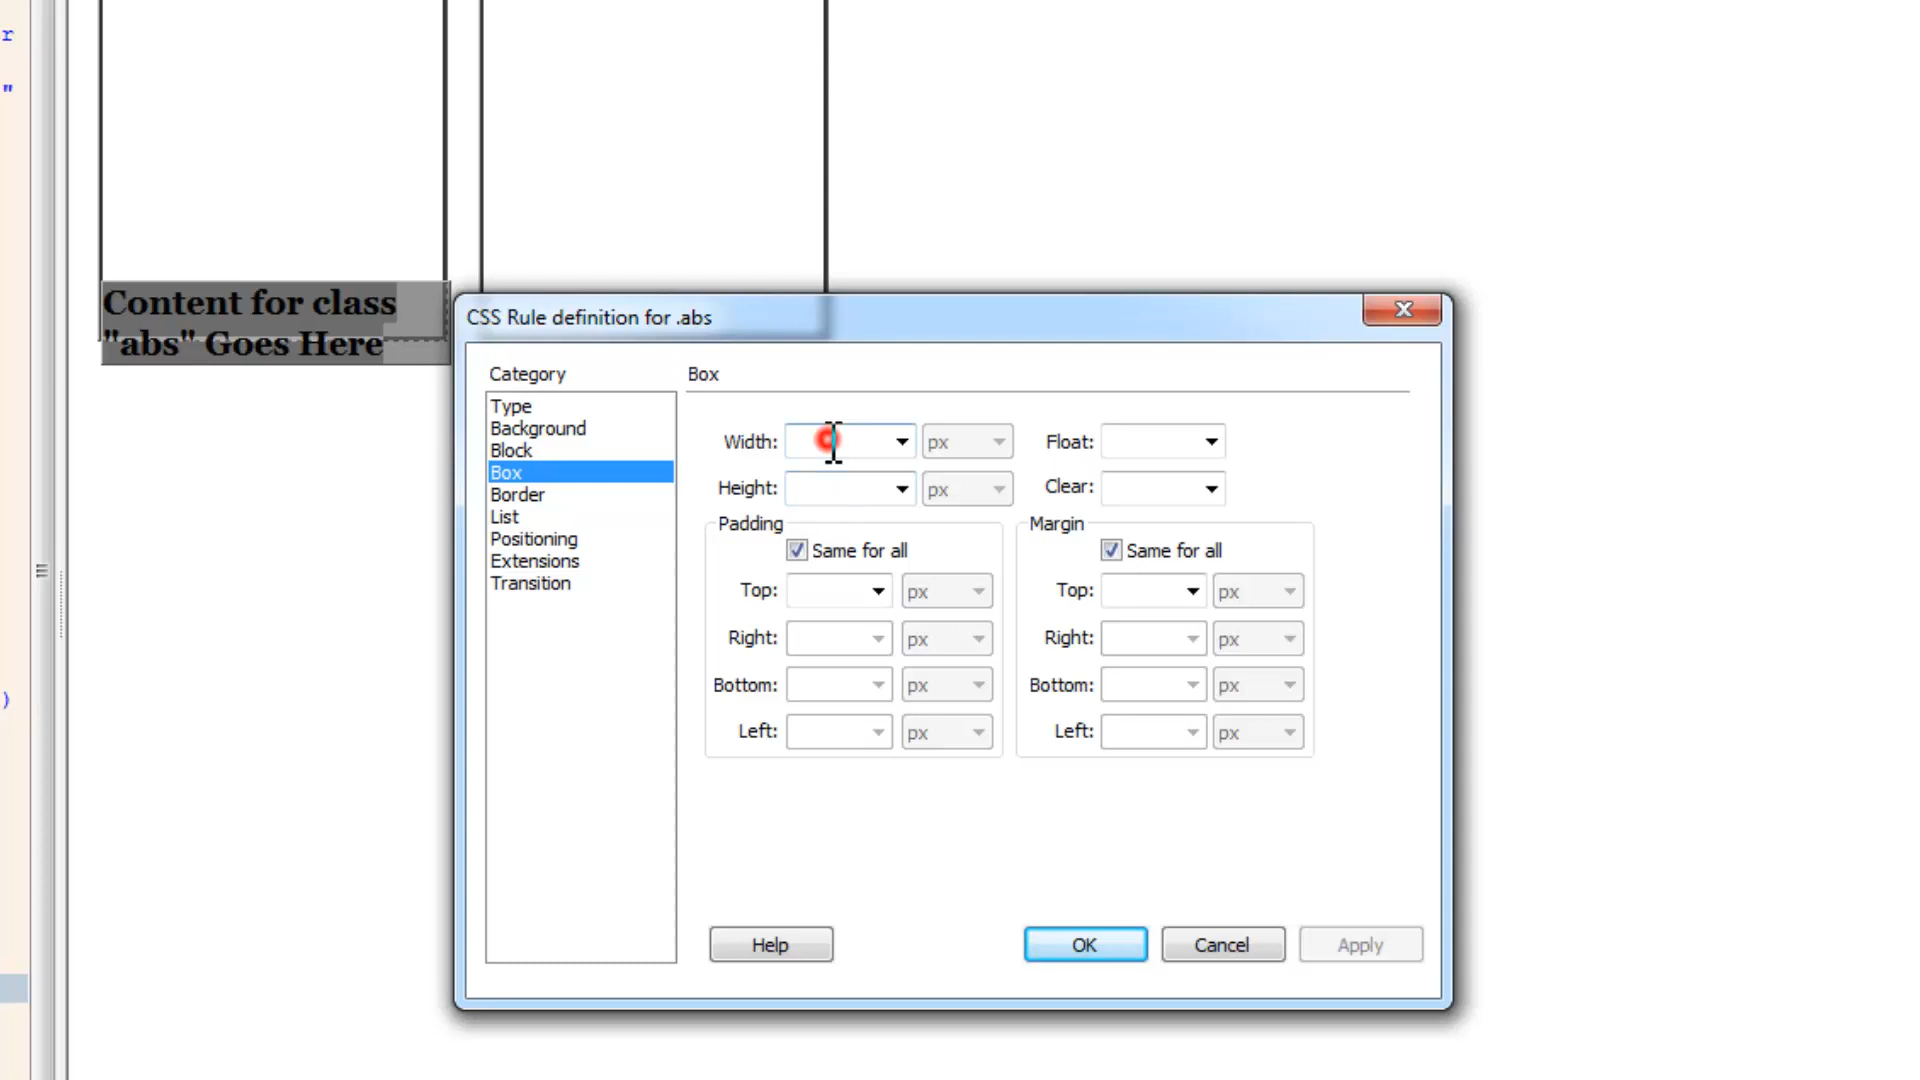 r
"
)
Content for class
"abs" Goes Here
CSS Rule definition for .abs
Category
Type
Background
Block
Box
Border
List
Positioning
Extensions
Transition
Box
Width: px Float:
Height: px Clear:
Padding Margin
Same for all Same for all
Top: px Top: px
Right: px Right: px
Bottom: px Bottom: px
Left: px Left: px
Help OK Cancel Apply